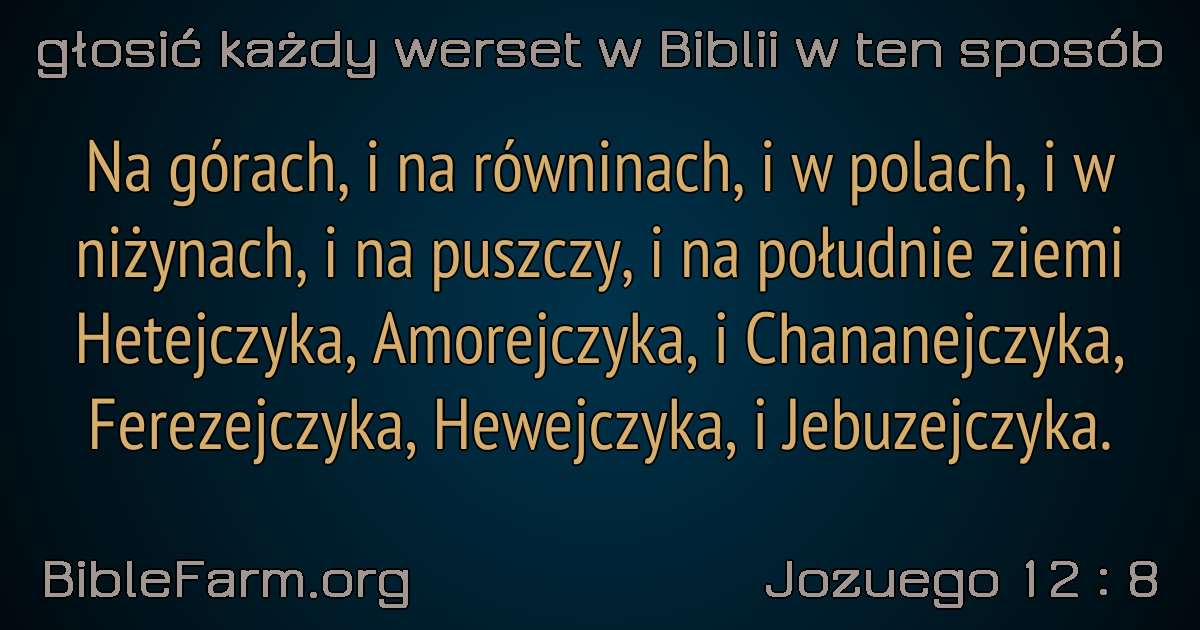 głosić każdy werset w Biblii w ten sposób
Na górach, i na równinach, i w polach, i w
niżynach, i na puszczy, i na południe ziemi
Hetejczyka, Amorejczyka, i Chananejczyka,
Ferezejczyka, Hewejczyka, i Jebuzejczyka.
BibleFarm.org
Jozuego 12 : 8